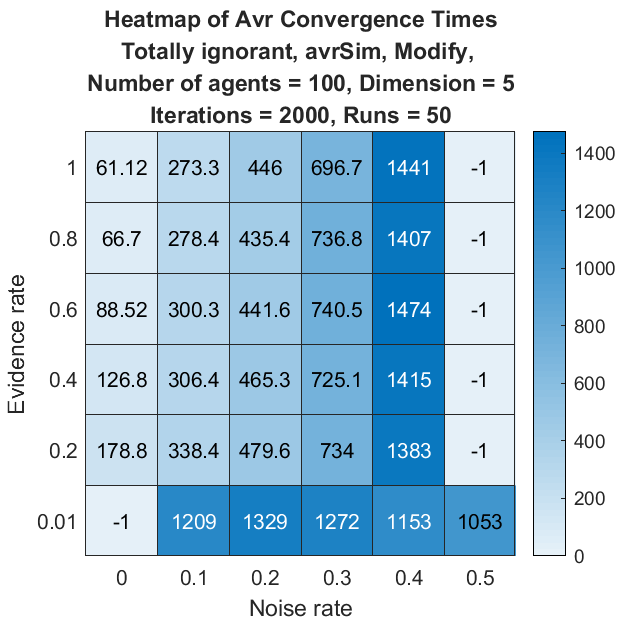 Heatmap of Avr Convergence Times
Totally ignorant, avrSim, Modify,
Number of agents = 100, Dimension = 5
Iterations = 2000, Runs = 50
1 61.12 273.3 446 696.7 1441 -1
0.8 66.7 278.4 435.4 736.8 1407 -1
0.6 88.52 300.3 441.6 740.5 1474 -1
0.4 126.8 306.4 465.3 725.1 1415 -1
0.2 178.8 338.4 479.6 734 1383 -1
0.01 -1 1209 1329 1272 1153 1053
0 0.1 0.2 0.3 0.4 0.5
Noise rate
Evidence rate
1400
1200
1000
800
600
400
200
0